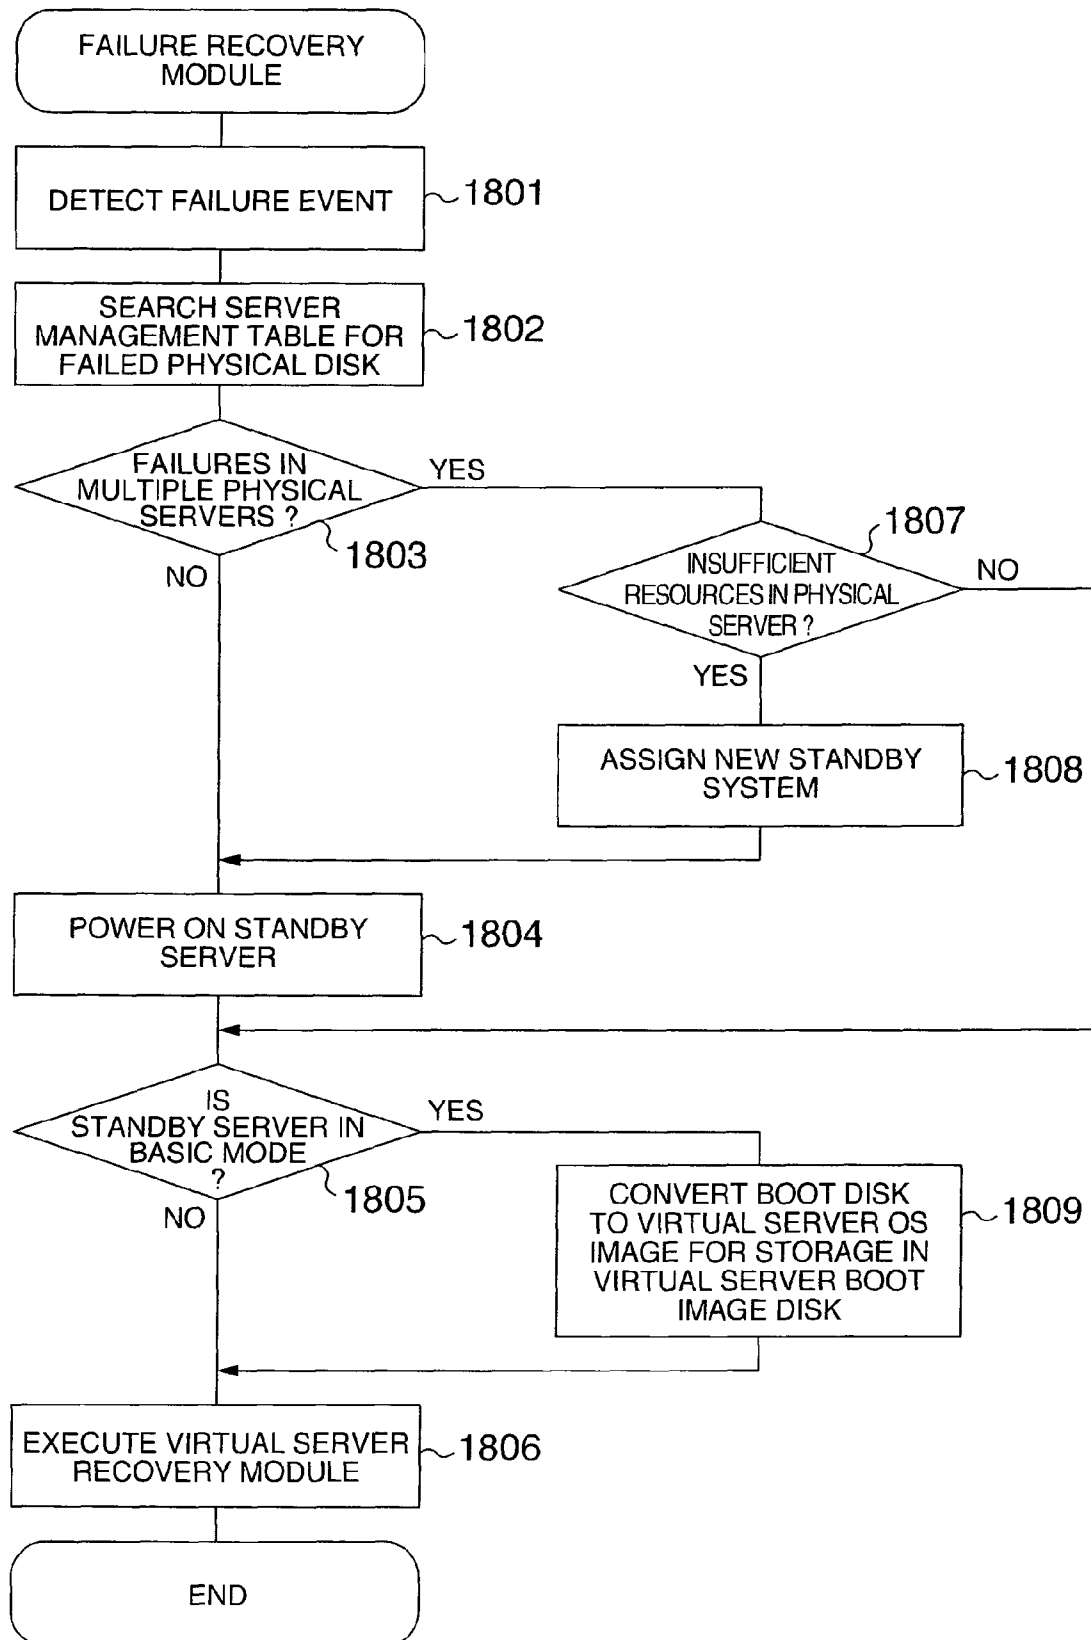 FAILURE RECOVERY
MODULE
DETECT FAILURE EVENT
1801
SEARCH SERVER
MANAGEMENT TABLE FOR
FAILED PHYSICAL DISK
1802
FAILURES IN
MULTIPLE PHYSICAL
SERVERS ?
1803
YES
NO
INSUFFICIENT
RESOURCES IN PHYSICAL
SERVER ?
1807
NO
YES
ASSIGN NEW STANDBY
SYSTEM
1808
POWER ON STANDBY
SERVER
1804
IS
STANDBY SERVER IN
BASIC MODE
?
1805
YES
NO
CONVERT BOOT DISK
TO VIRTUAL SERVER OS
IMAGE FOR STORAGE IN
VIRTUAL SERVER BOOT
IMAGE DISK
1809
EXECUTE VIRTUAL SERVER
RECOVERY MODULE
1806
END